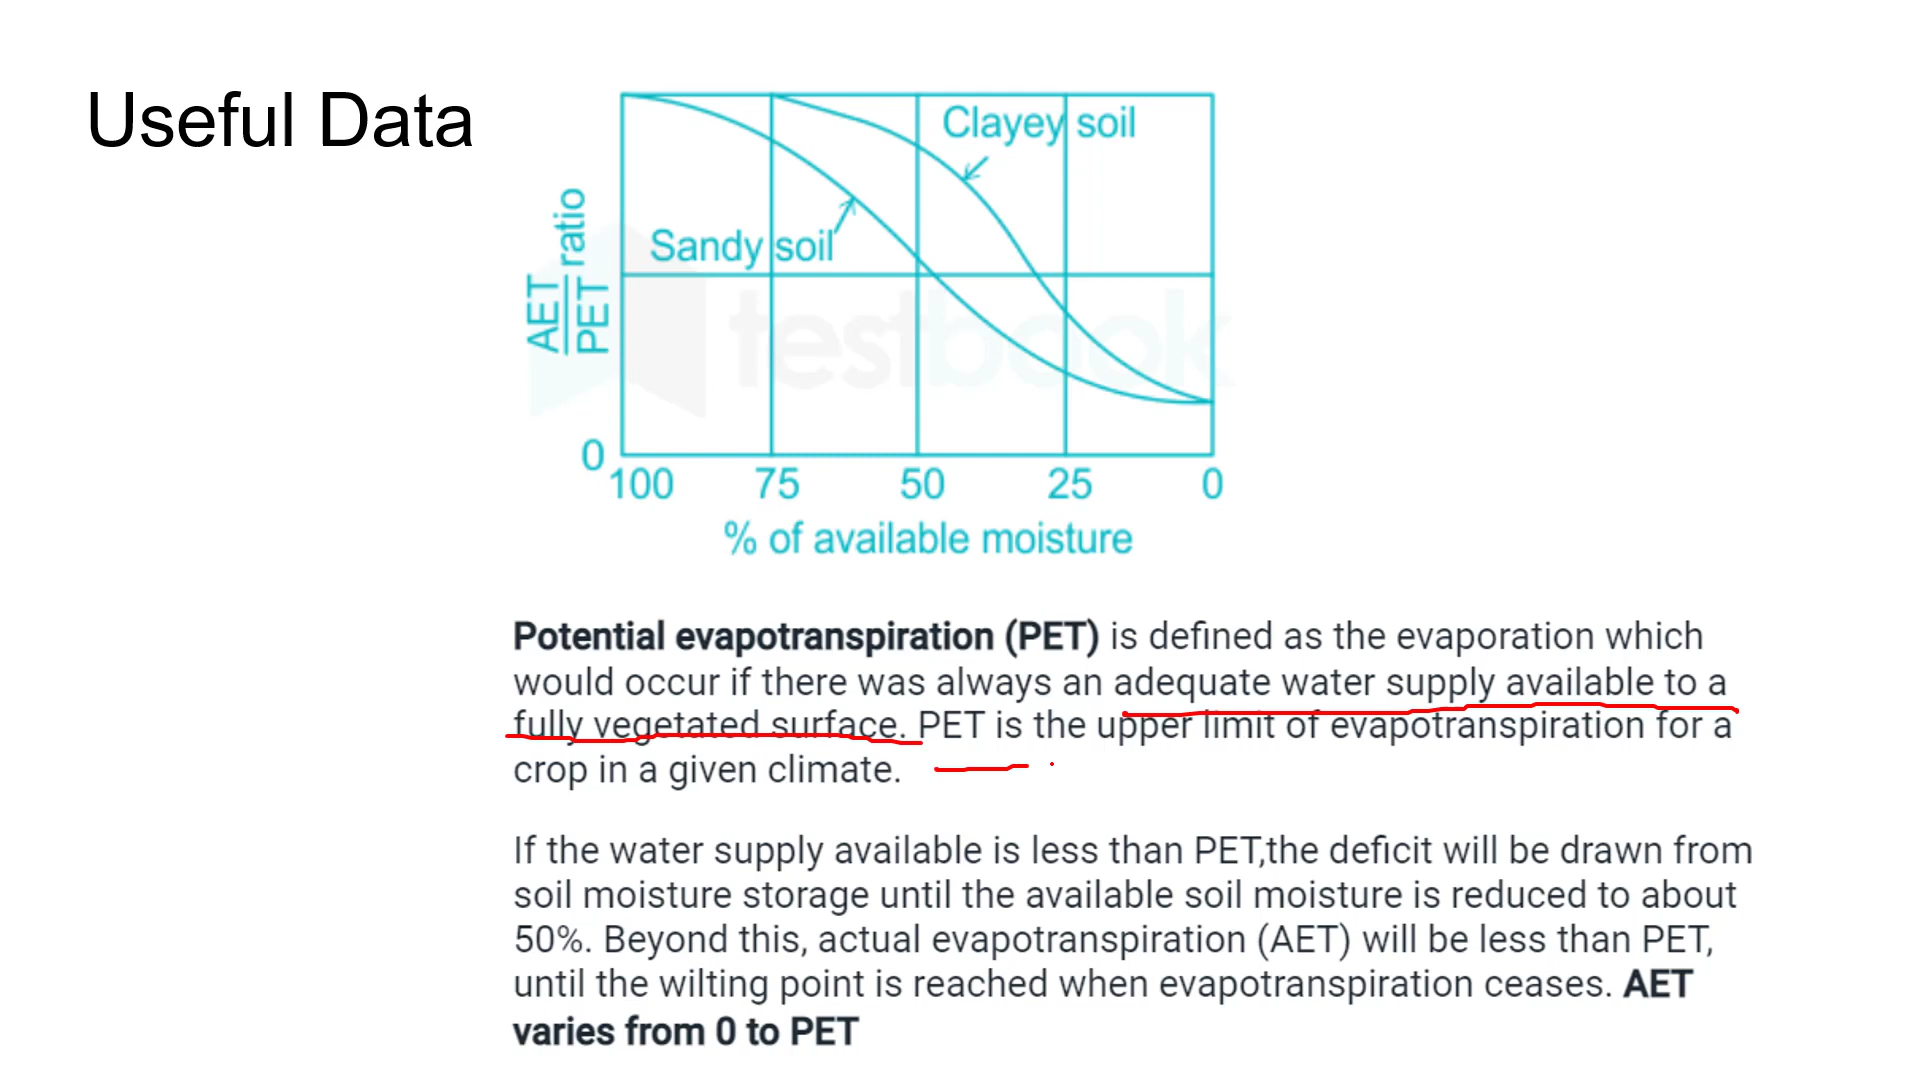 Useful Data
Clayey soil
Sandy soil
AET
PET
ratio
testbook
0
100 75 50 25 0
% of available moisture
Potential evapotranspiration (PET) is defined as the evaporation which
would occur if there was always an adequate water supply available to a
fully vegetated surface. PET is the upper limit of evapotranspiration for a
crop in a given climate.
If the water supply available is less than PET,the deficit will be drawn from
soil moisture storage until the available soil moisture is reduced to about
50%. Beyond this, actual evapotranspiration (AET) will be less than PET,
until the wilting point is reached when evapotranspiration ceases. AET
varies from 0 to PET